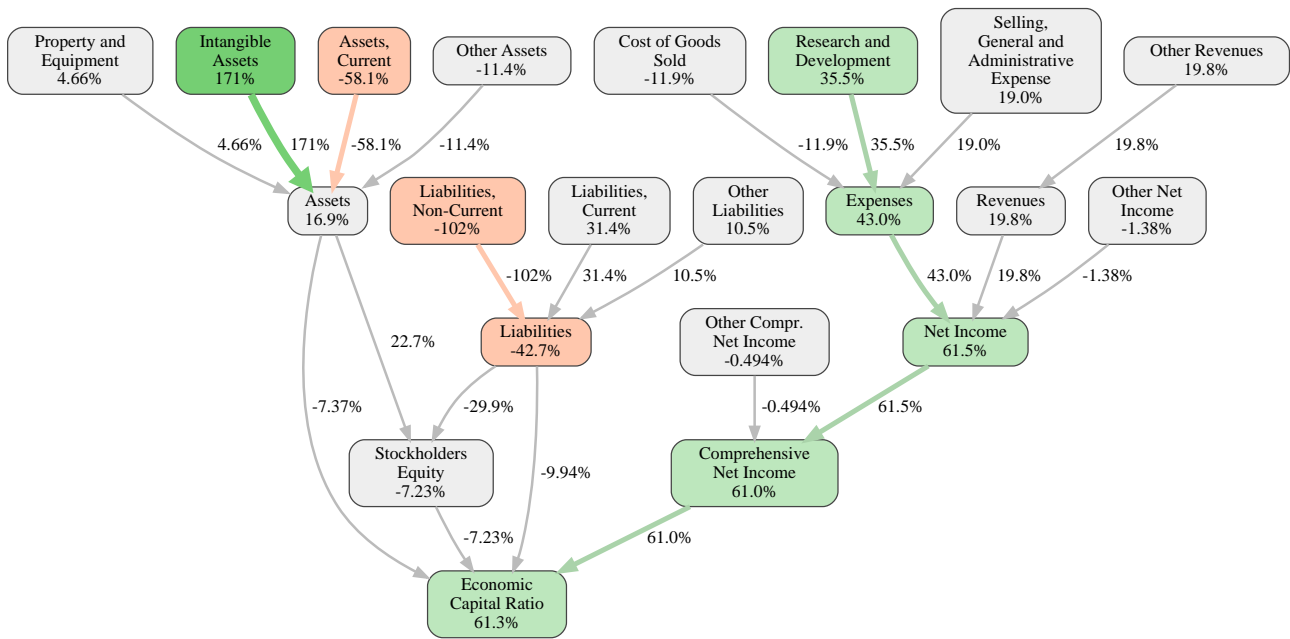 Property and
Equipment
4.66%
Intangible
Assets
171%
Assets,
Current
-58.1%
Other Assets
-11.4%
Cost of Goods
Sold
-11.9%
Research and
Development
35.5%
Selling,
General and
Administrative
Expense
19.0%
Other Revenues
19.8%
4.66%
171%
-58.1%
-11.4%
-11.9%
35.5%
19.0%
19.8%
Assets
16.9%
Liabilities,
Non-Current
-102%
Liabilities,
Current
31.4%
Other
Liabilities
10.5%
Expenses
43.0%
Revenues
19.8%
Other Net
Income
-1.38%
-102%
31.4%
10.5%
43.0%
19.8%
-1.38%
22.7%
Liabilities
-42.7%
Other Compr.
Net Income
-0.494%
Net Income
61.5%
-7.37%
-29.9%
-0.494%
61.5%
Stockholders
Equity
-7.23%
-9.94%
Comprehensive
Net Income
61.0%
-7.23%
61.0%
Economic
Capital Ratio
61.3%